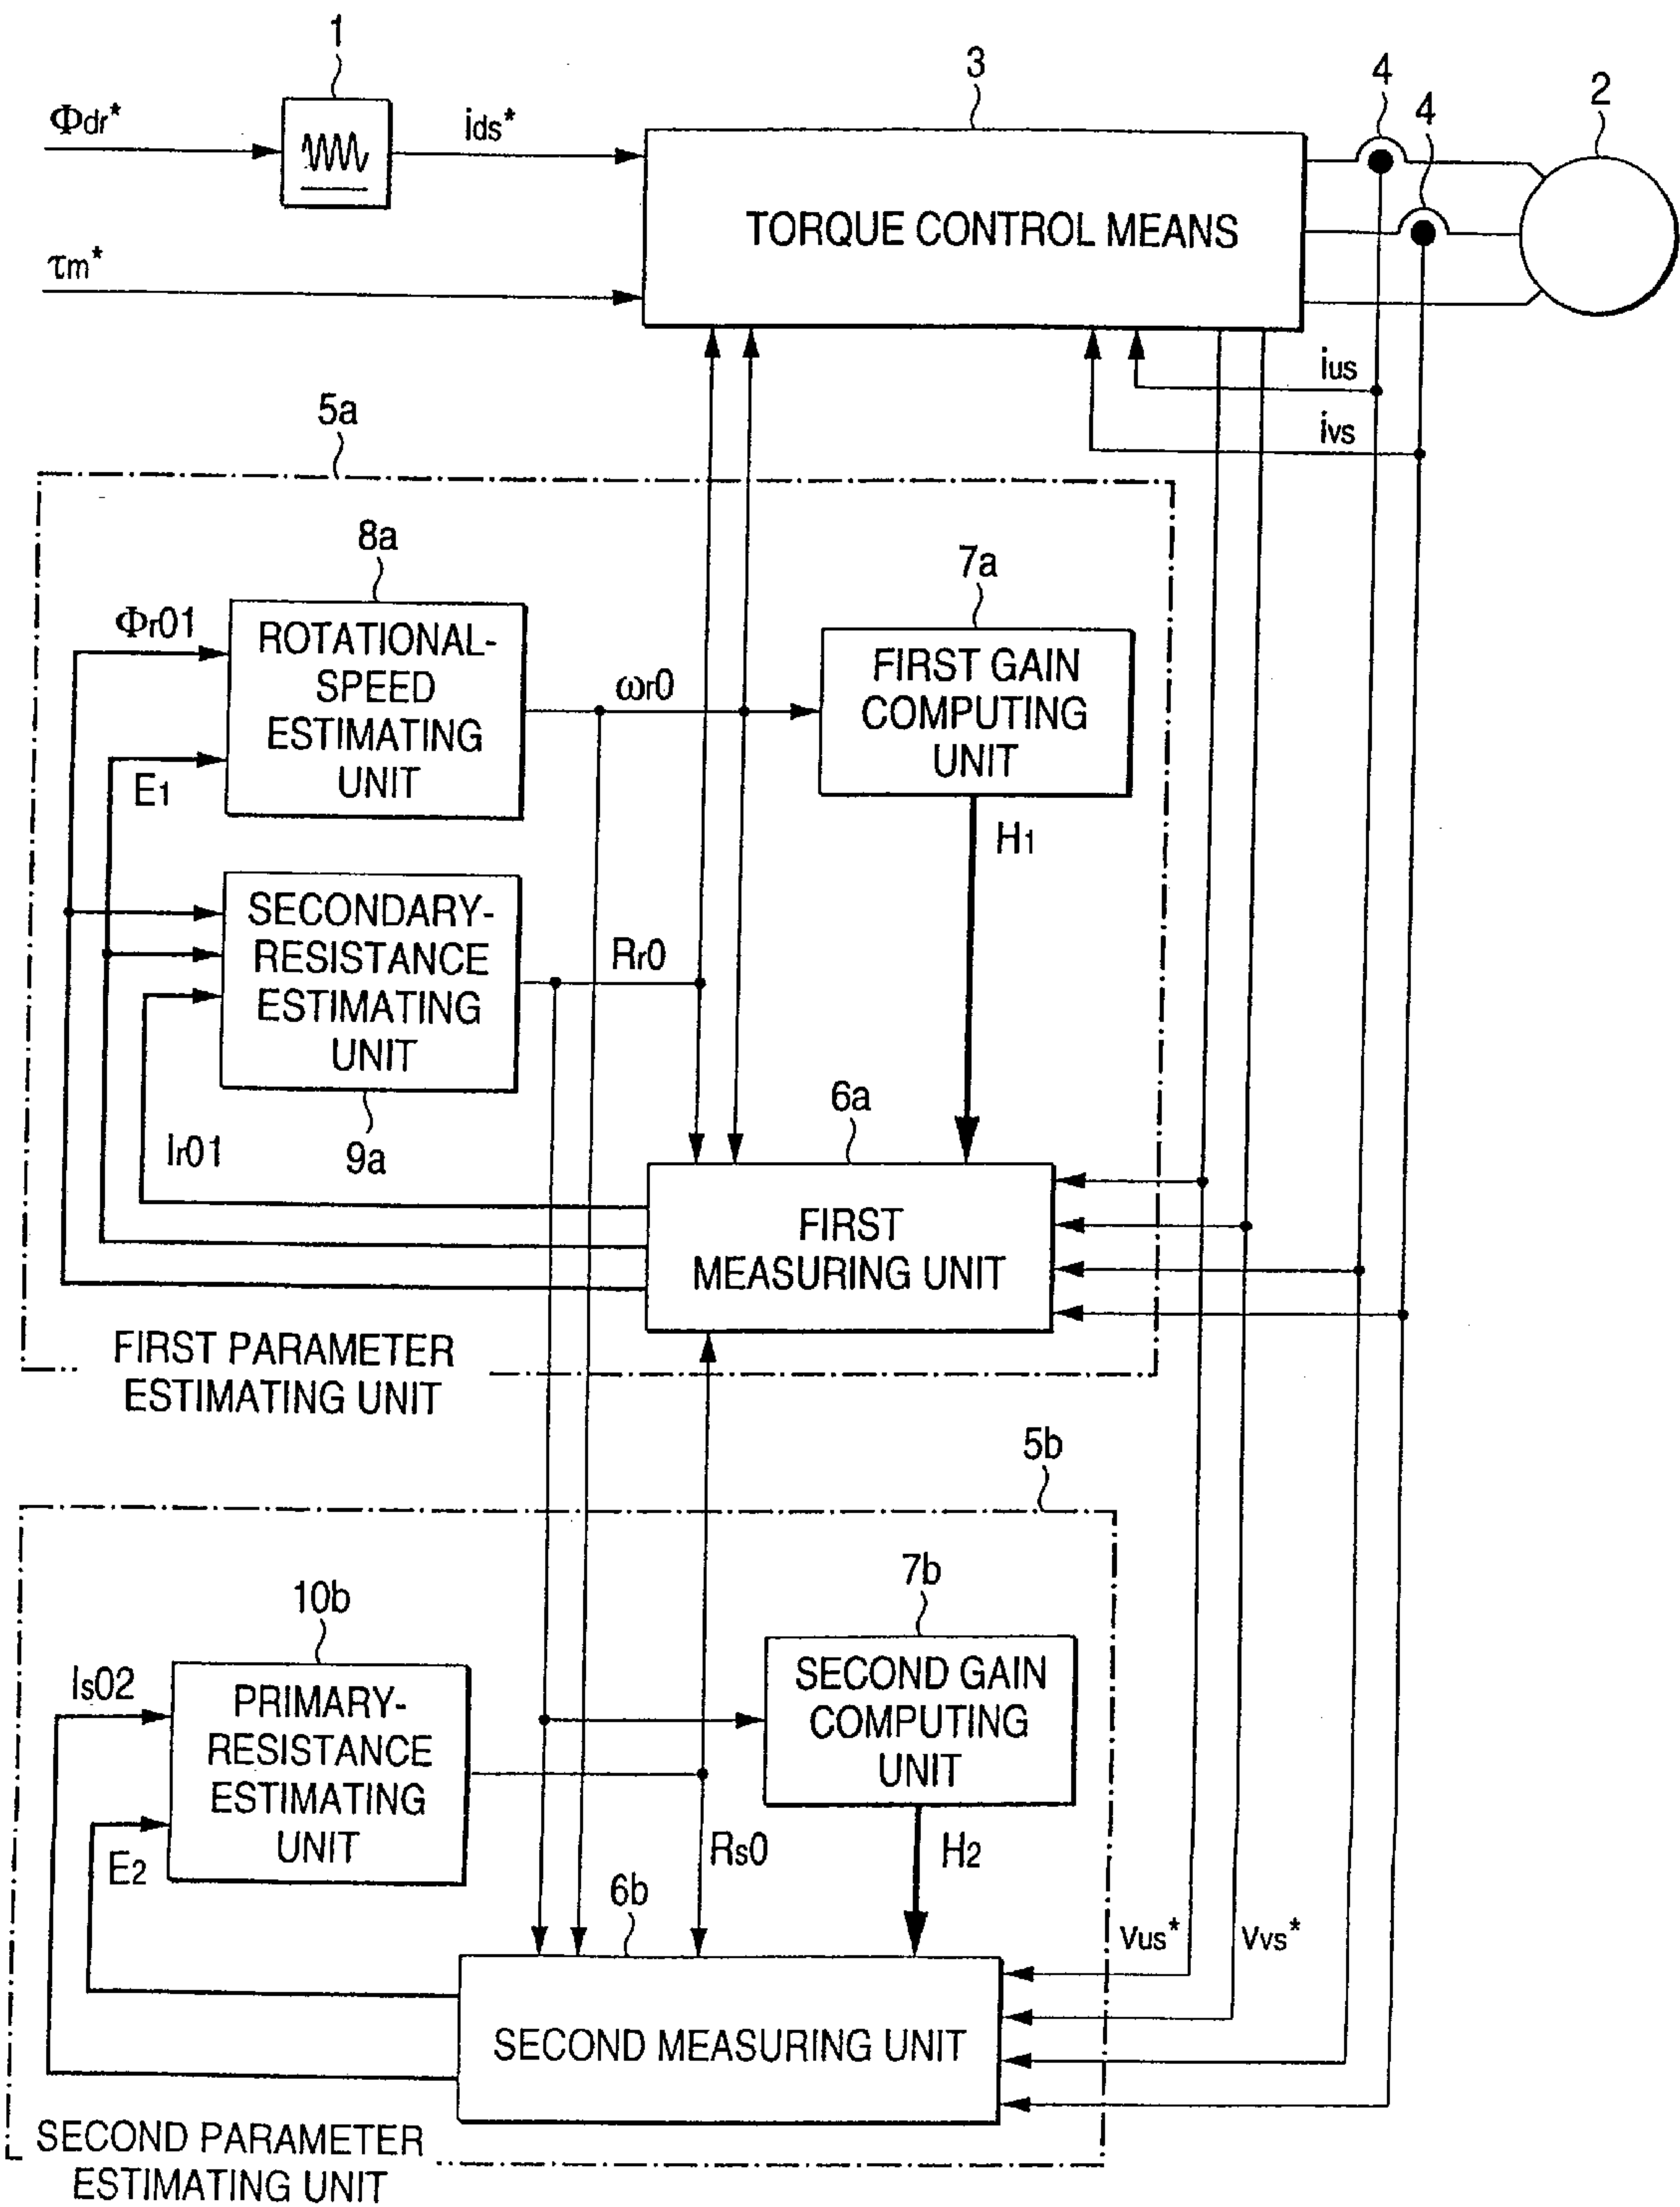 1
3
4
4
2
Φdr*
ids*
τm*
TORQUE CONTROL MEANS
ius
ivs
5a
8a
7a
Φr01
ROTATIONAL-
SPEED
ESTIMATING
UNIT
E1
ωr0
FIRST GAIN
COMPUTING
UNIT
H1
SECONDARY-
RESISTANCE
ESTIMATING
UNIT
Rr0
Ir01
9a
6a
FIRST
MEASURING UNIT
FIRST PARAMETER
ESTIMATING UNIT
5b
10b
7b
Is02
PRIMARY-
RESISTANCE
ESTIMATING
UNIT
E2
SECOND GAIN
COMPUTING
UNIT
Rs0
H2
6b
Vus*
Vvs*
SECOND MEASURING UNIT
SECOND PARAMETER
ESTIMATING UNIT